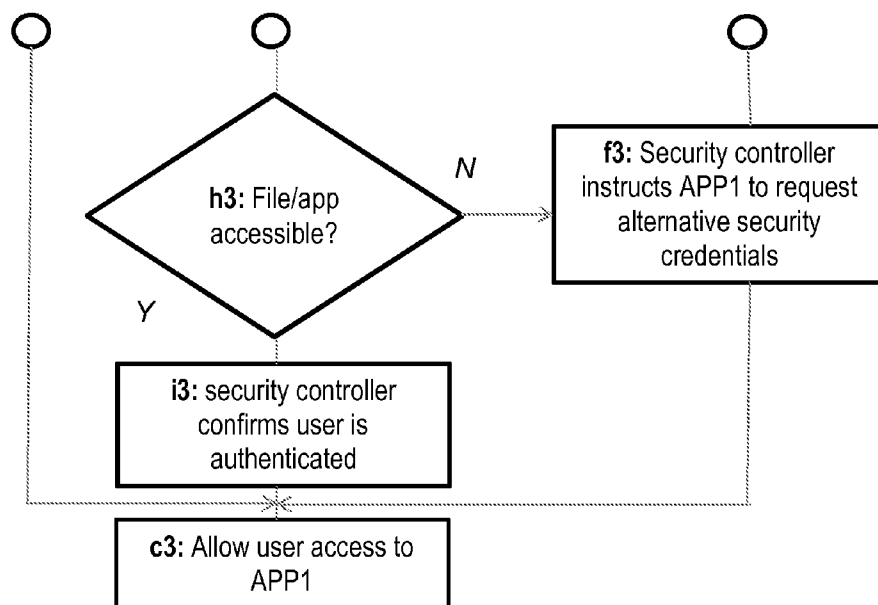 h3: File/app
accessible?
N
Y
f3: Security controller
instructs APP1 to request
alternative security
credentials
i3: security controller
confirms user is
authenticated
c3: Allow user access to
APP1